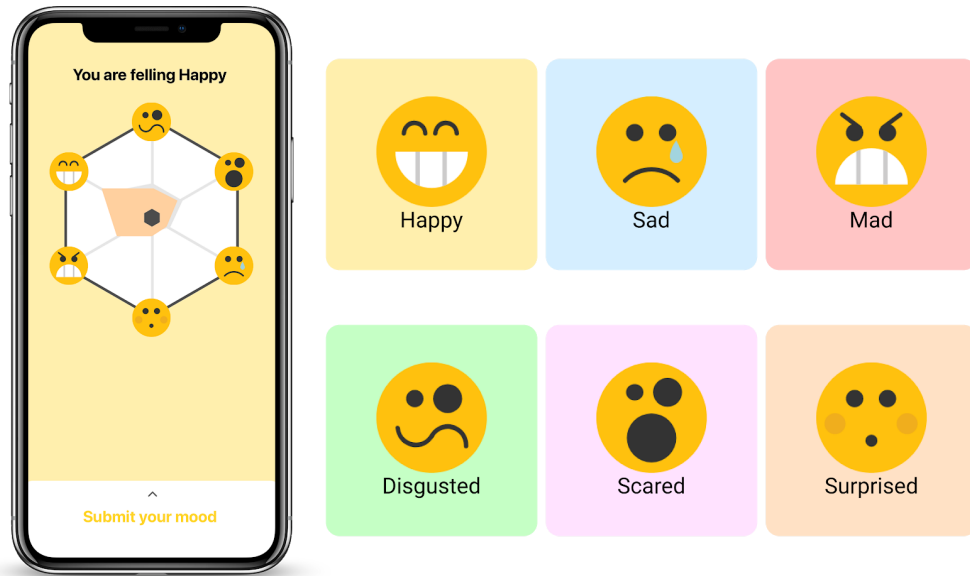 You are felling Happy
Submit your mood
Happy
Sad
Mad
Disgusted
Scared
Surprised